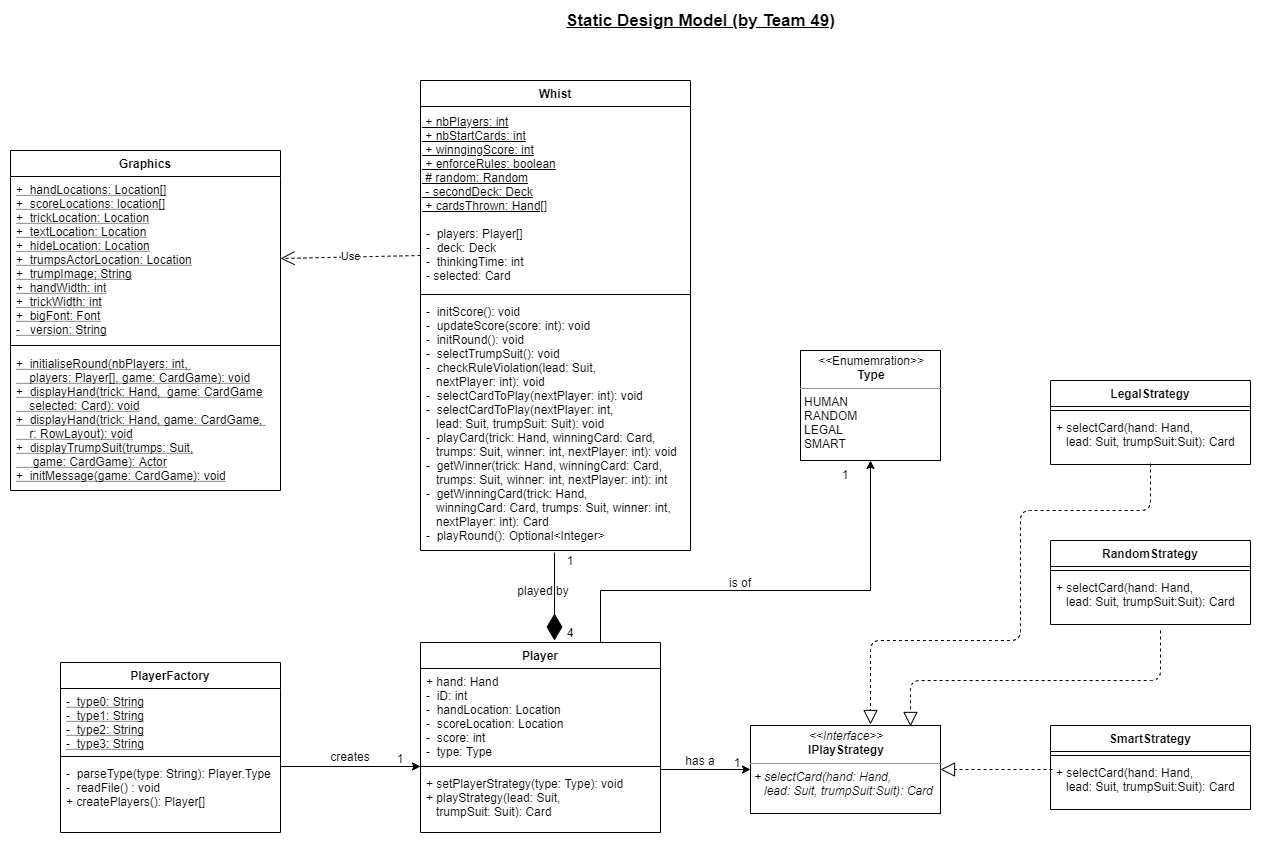 Static Design Model (by Team 49)
Whist
+ nbPlayers: int
+ nbStartCards: int
+ winngingScore: int
+ enforceRules: boolean
# random: Random
- secondDeck: Deck
+ cardsThrown: Hand[]
- players: Player[]
- deck: Deck
- thinkingTime: int
- selected: Card
- initScore(): void
- updateScore(score: int): void
- initRound(): void
- selectTrumpSuit(): void
- checkRuleViolation(lead: Suit,
nextPlayer: int): void
- selectCardToPlay(nextPlayer: int): void
- selectCardToPlay(nextPlayer: int,
lead: Suit, trumpSuit: Suit): void
- playCard(trick: Hand, winningCard: Card,
trumps: Suit, winner: int, nextPlayer: int): void
- getWinner(trick: Hand, winningCard: Card,
trumps: Suit, winner: int, nextPlayer: int): int
- getWinningCard(trick: Hand,
winningCard: Card, trumps: Suit, winner: int,
nextPlayer: int): Card
- playRound(): Optional<Integer>
Graphics
+ handLocations: Location[]
+ scoreLocations: location[]
+ trickLocation: Location
+ textLocation: Location
+ hideLocation: Location
+ trumpsActorLocation: Location
+ trumpImage; String
+ handWidth: int
+ trickWidth: int
+ bigFont: Font
- version: String
+ initialiseRound(nbPlayers: int,
players: Player[], game: CardGame): void
+ displayHand(trick: Hand, game: CardGame
selected: Card): void
+ displayHand(trick: Hand, game: CardGame,
r: RowLayout): void
+ displayTrumpSuit(trumps: Suit,
game: CardGame): Actor
+ initMessage(game: CardGame): void
Use
<<Enumemration>>
Type
HUMAN
RANDOM
LEGAL
SMART
1
LegalStrategy
+ selectCard(hand: Hand,
lead: Suit, trumpSuit:Suit): Card
RandomStrategy
+ selectCard(hand: Hand,
lead: Suit, trumpSuit:Suit): Card
1
played by
4
is of
PlayerFactory
- type0: String
- type1: String
- type2: String
- type3: String
- parseType(type: String): Player.Type
- readFile() : void
+ createPlayers(): Player[]
creates
1
Player
+ hand: Hand
- iD: int
- handLocation: Location
- scoreLocation: Location
- score: int
- type: Type
+ setPlayerStrategy(type: Type): void
+ playStrategy(lead: Suit,
trumpSuit: Suit): Card
has a
1
<<Interface>>
IPlayStrategy
+ selectCard(hand: Hand,
lead: Suit, trumpSuit:Suit): Card
SmartStrategy
+ selectCard(hand: Hand,
lead: Suit, trumpSuit:Suit): Card